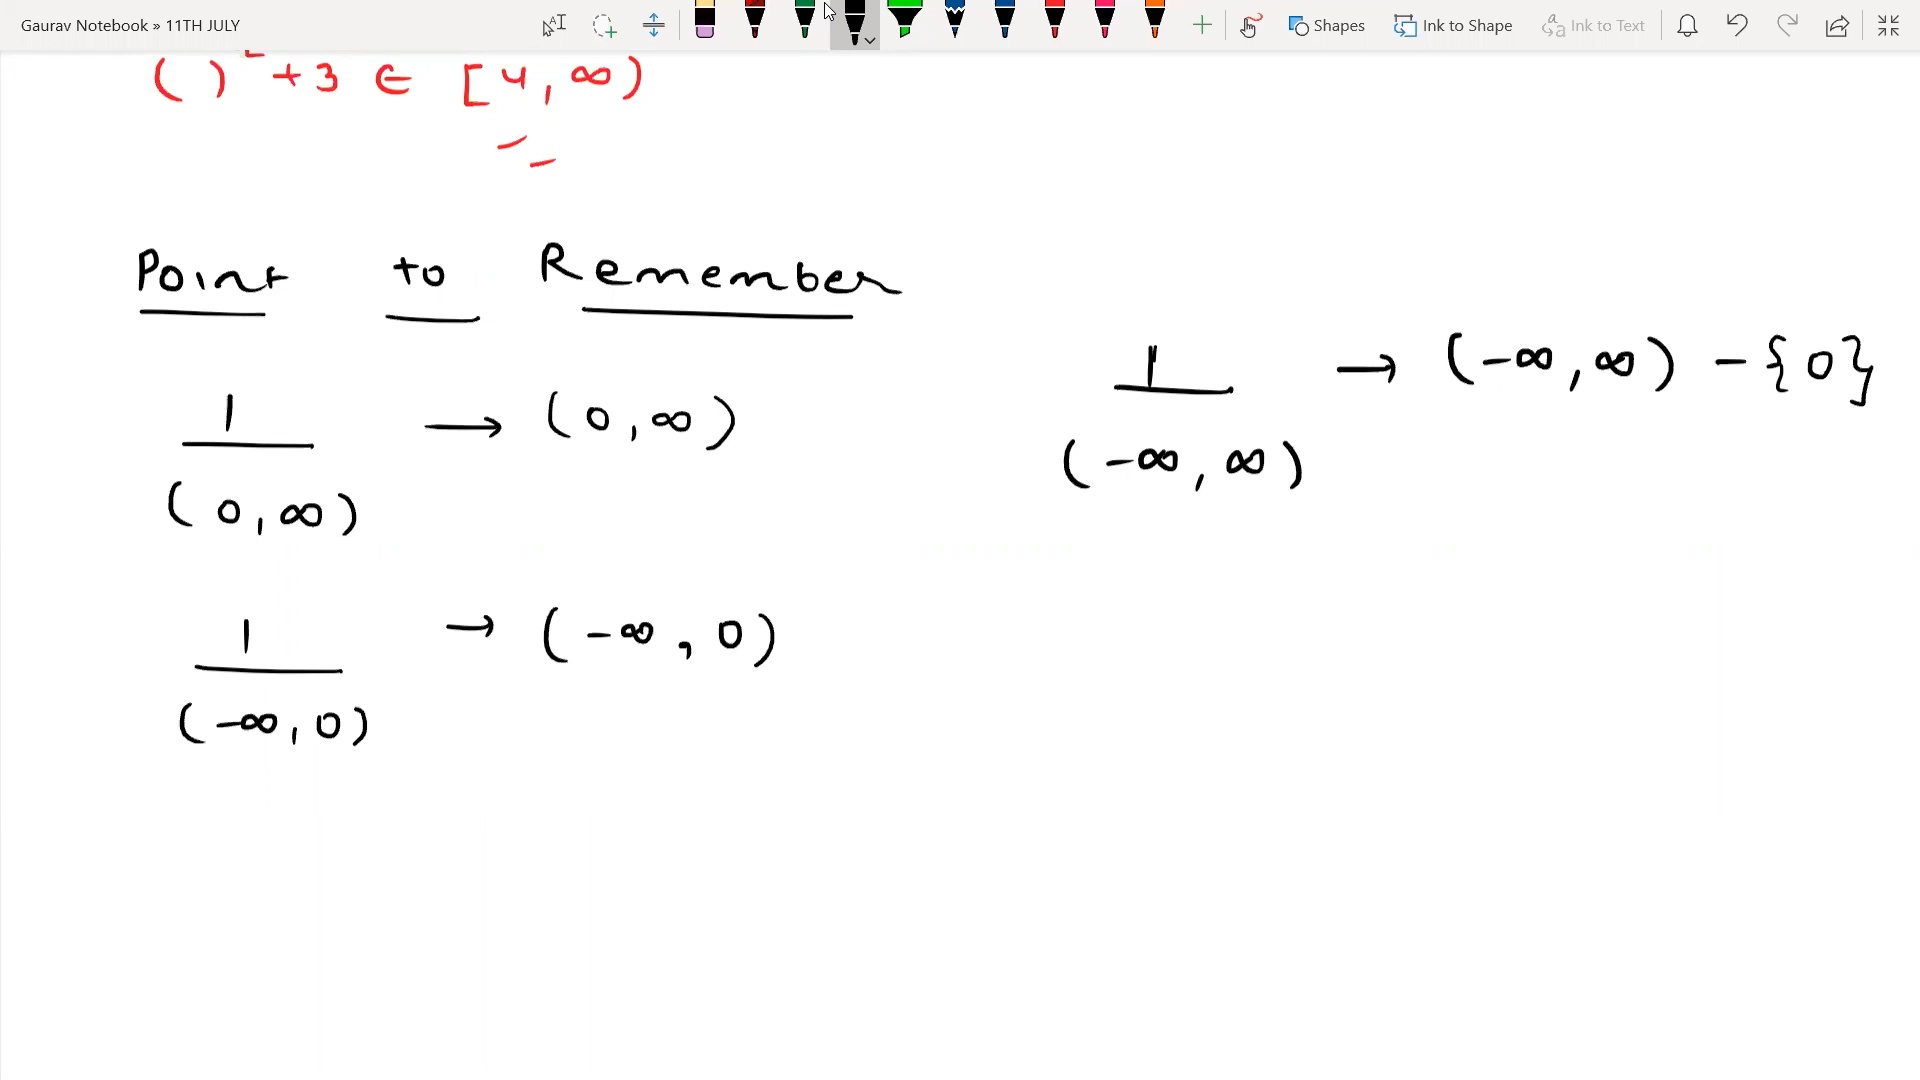 Gaurav Notebook » 11TH JULY
Shapes
Ink to Shape
Ink to Text
( )² + 3 ∈ [4, ∞)
Point to Remember
1 → (0, ∞)
(0, ∞)
1 → (-∞, 0)
(-∞, 0)
1 → (-∞, ∞) - {0}
(-∞, ∞)